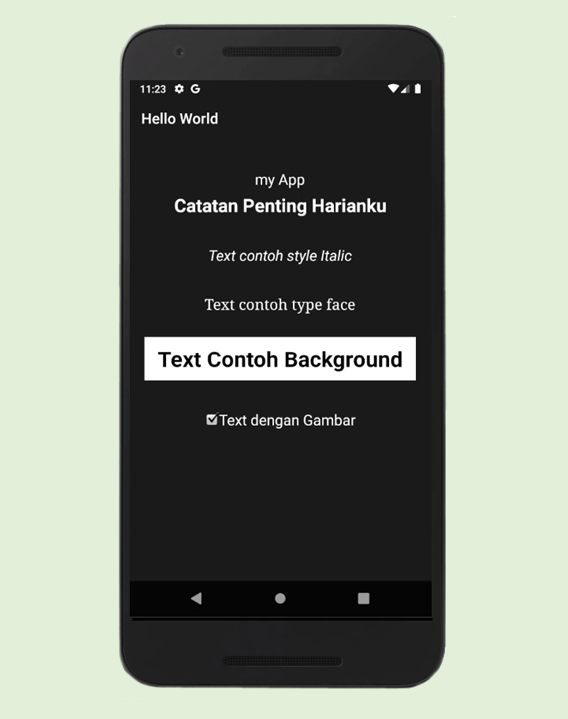 11:23
Hello World
my App
Catatan Penting Harianku
Text contoh style Italic
Text contoh type face
Text Contoh Background
Text dengan Gambar